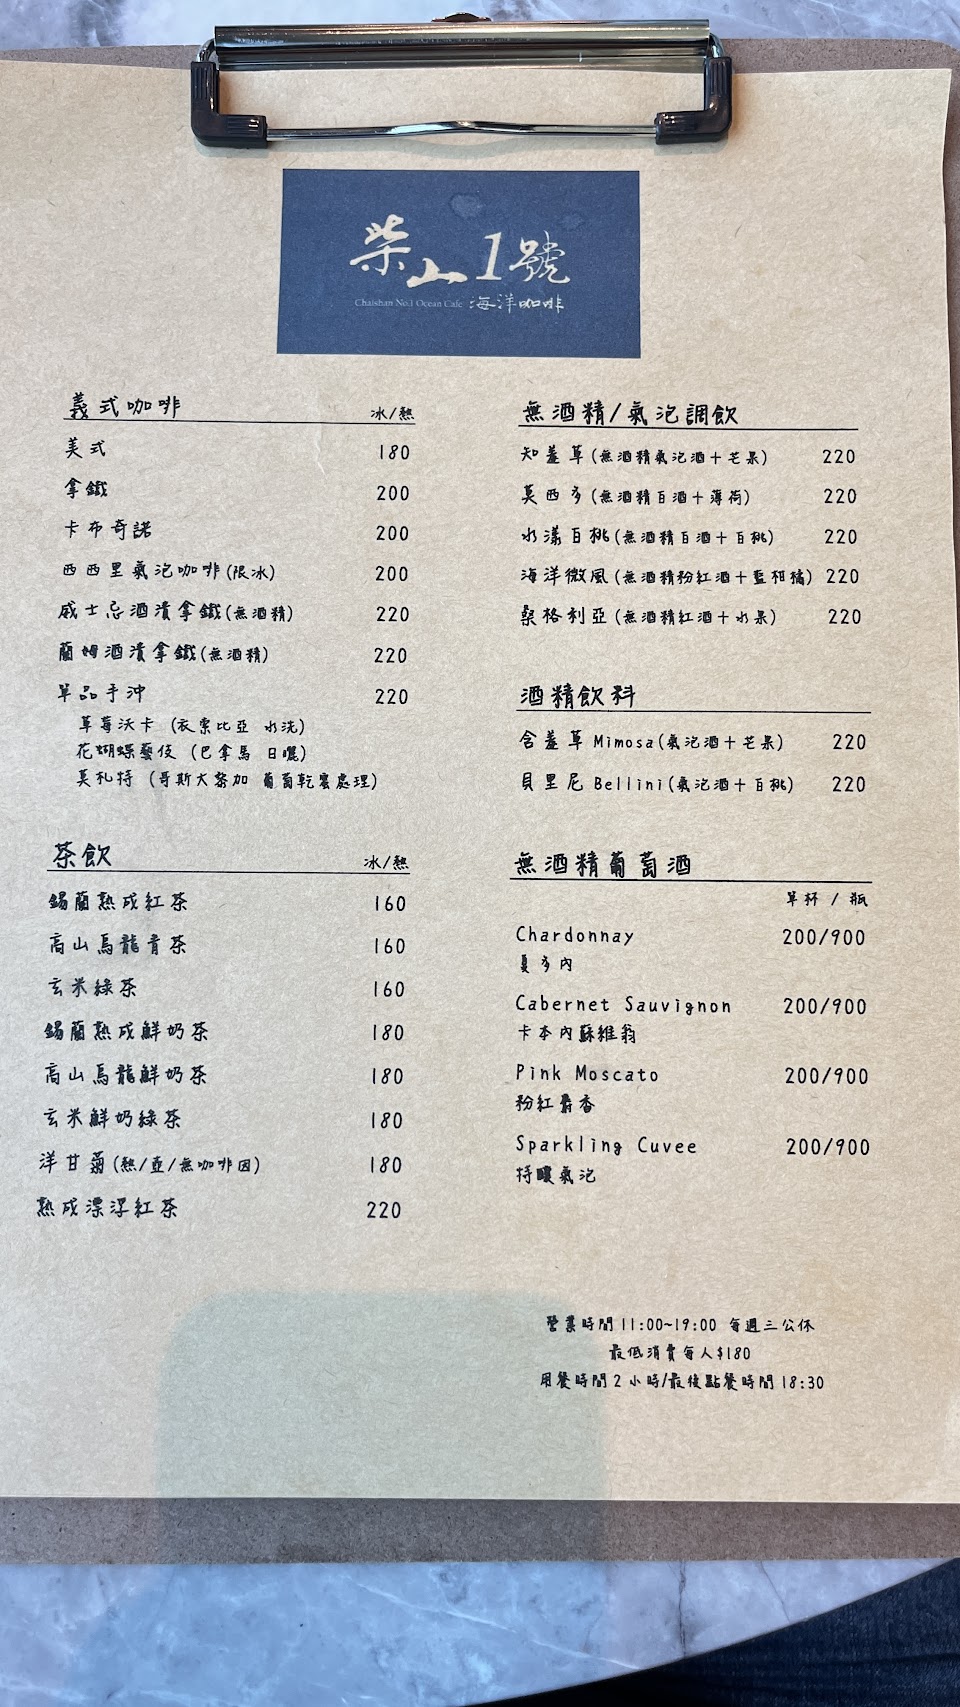 柴山1號
Chaishan No.1 Ocean Cafe 海洋咖啡
義式咖啡 冰/熱
美式 180
拿鐵 200
卡布奇諾 200
西西里氣泡咖啡(限冰) 200
威士忌酒漬拿鐵(無酒精) 220
蘭姆酒漬拿鐵(無酒精) 220
單品手沖 220
草莓沃卡 (衣索比亞 水洗)
花蝴蝶藝伎 (巴拿馬 日曬)
莫札特 (哥斯大黎加 葡萄乾蜜處理)
茶飲 冰/熱
錫蘭熟成紅茶 160
高山烏龍青茶 160
玄米綠茶 160
錫蘭熟成鮮奶茶 180
高山烏龍鮮奶茶 180
玄米鮮奶綠茶 180
洋甘菊(熱/壺/無咖啡因) 180
熟成漂浮紅茶 220
無酒精/氣泡調飲
知羞草(無酒精氣泡酒+芒果) 220
莫西多(無酒精白酒+薄荷) 220
水漾白桃(無酒精白酒+白桃) 220
海洋微風(無酒精粉紅酒+藍柑橘) 220
桑格利亞(無酒精紅酒+水果) 220
酒精飲料
含羞草 Mimosa(氣泡酒+芒果) 220
貝里尼 Bellini(氣泡酒+白桃) 220
無酒精葡萄酒
單杯 / 瓶
Chardonnay 200/900
夏多內
Cabernet Sauvignon 200/900
卡本內蘇維翁
Pink Moscato 200/900
粉紅麝香
Sparkling Cuvee 200/900
特釀氣泡
營業時間11:00~19:00 每週三公休
最低消費每人$180
用餐時間2小時/最後點餐時間18:30